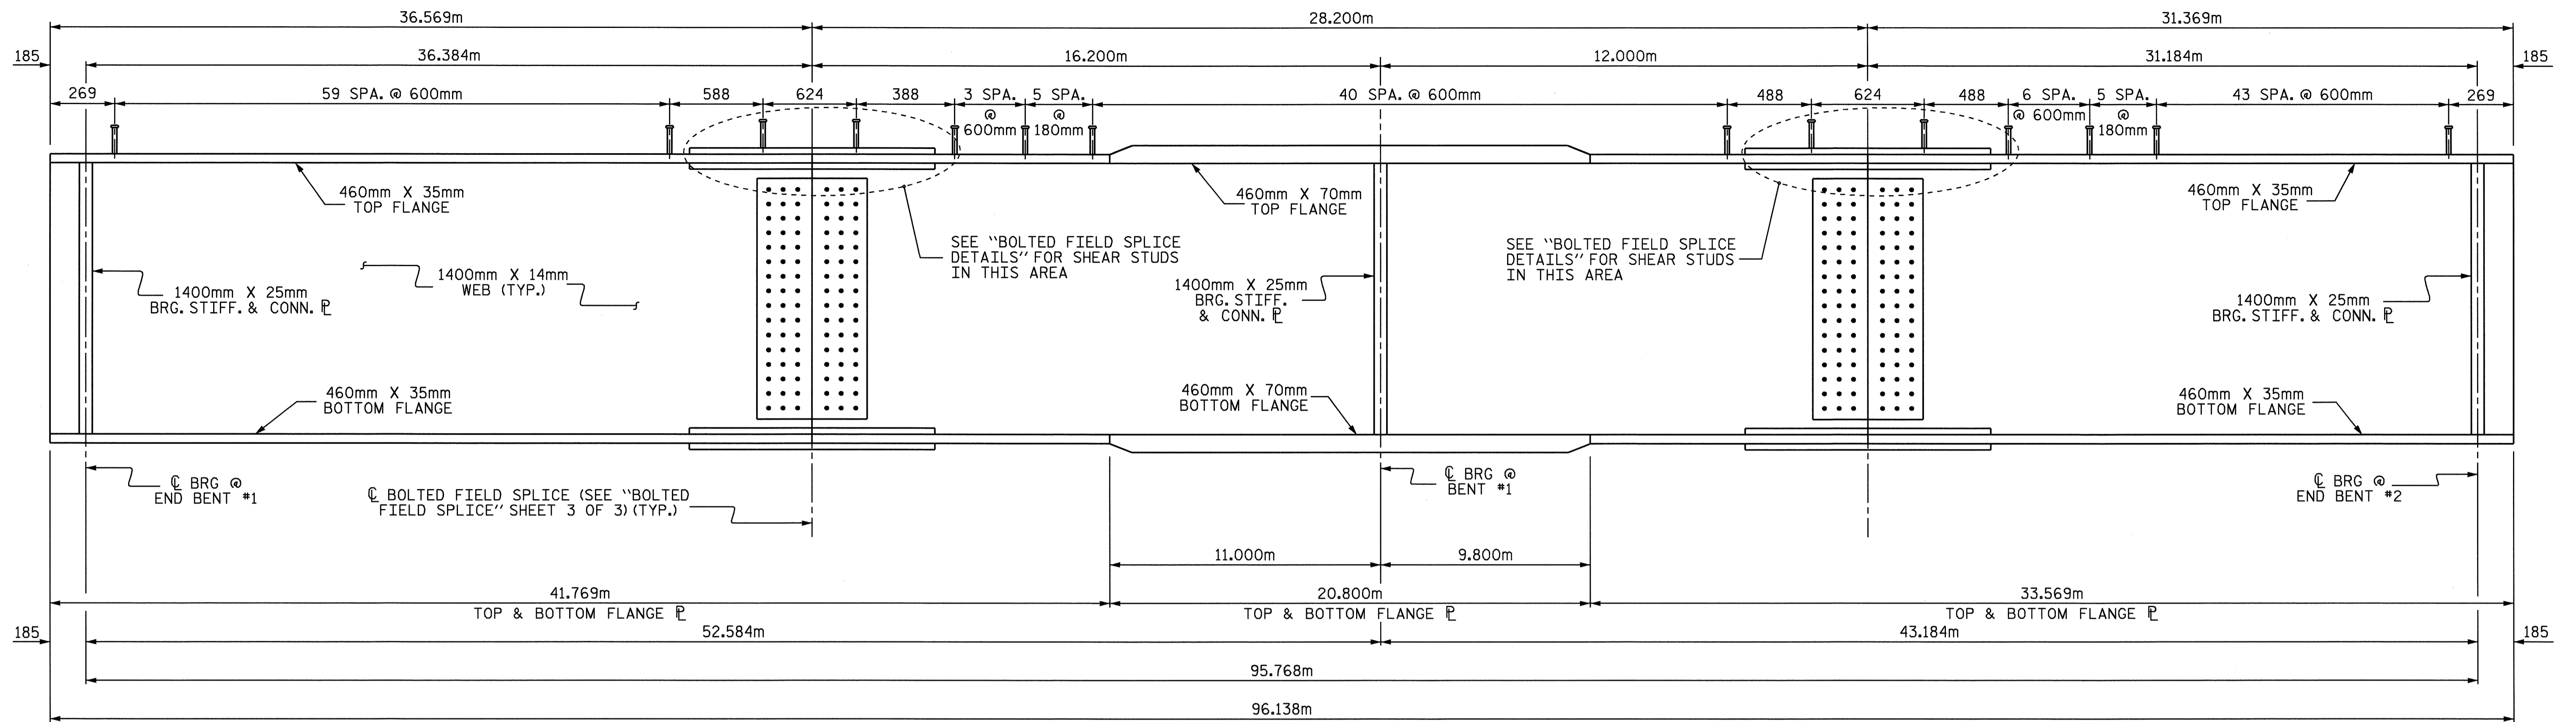 36.569m 28.200m 31.369m
185 36.384m 16.200m 12.000m 31.184m 185
269 59 SPA. @ 600mm 588 624 388 3 SPA. 5 SPA. 40 SPA. @ 600mm 488 624 488 6 SPA. 5 SPA. 43 SPA. @ 600mm 269
@ @ @ 600mm @
600mm 180mm 180mm
460mm X 35mm
TOP FLANGE
460mm X 70mm
TOP FLANGE
460mm X 35mm
TOP FLANGE
SEE "BOLTED FIELD SPLICE
DETAILS" FOR SHEAR STUDS
IN THIS AREA
SEE "BOLTED FIELD SPLICE
DETAILS" FOR SHEAR STUDS
IN THIS AREA
1400mm X 25mm
BRG. STIFF. & CONN. ⅊
1400mm X 14mm
WEB (TYP.)
1400mm X 25mm
BRG. STIFF.
& CONN. ⅊
1400mm X 25mm
BRG. STIFF. & CONN. ⅊
460mm X 35mm
BOTTOM FLANGE
460mm X 70mm
BOTTOM FLANGE
460mm X 35mm
BOTTOM FLANGE
℄ BRG @
END BENT #1
℄ BOLTED FIELD SPLICE (SEE "BOLTED
FIELD SPLICE" SHEET 3 OF 3) (TYP.)
℄ BRG @
BENT #1
℄ BRG @
END BENT #2
11.000m 9.800m
41.769m 20.800m 33.569m
TOP & BOTTOM FLANGE ⅊ TOP & BOTTOM FLANGE ⅊ TOP & BOTTOM FLANGE ⅊
185 52.584m 43.184m 185
95.768m
96.138m